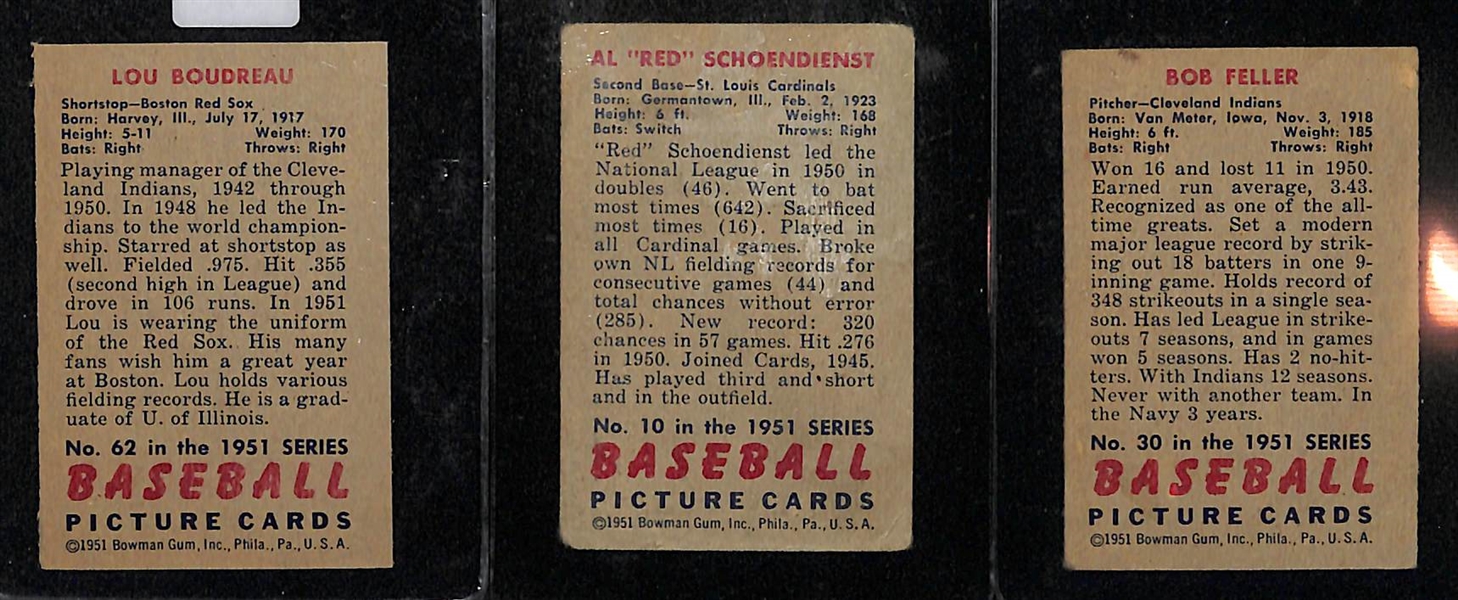 LOU BOUDREAU
Shortstop—Boston Red Sox
Born: Harvey, Ill., July 17, 1917
Height: 5-11 Weight: 170
Bats: Right Throws: Right
Playing manager of the Cleve-
land Indians, 1942 through
1950. In 1948 he led the In-
dians to the world champion-
ship. Starred at shortstop as
well. Fielded .975. Hit .355
(second high in League) and
drove in 106 runs. In 1951
Lou is wearing the uniform
of the Red Sox. His many
fans wish him a great year
at Boston. Lou holds various
fielding records. He is a grad-
uate of U. of Illinois.
No. 62 in the 1951 SERIES
BASEBALL
PICTURE CARDS
©1951 Bowman Gum, Inc., Phila., Pa., U. S. A.
AL "RED" SCHOENDIENST
Second Base—St. Louis Cardinals
Born: Germantown, Ill., Feb. 2, 1923
Height: 6 ft. Weight: 168
Bats: Switch Throws: Right
"Red" Schoendienst led the
National League in 1950 in
doubles (46). Went to bat
most times (642). Sacrificed
most times (16). Played in
all Cardinal games. Broke
own NL fielding records for
consecutive games (44) and
total chances without error
(285). New record: 320
chances in 57 games. Hit .276
in 1950. Joined Cards, 1945.
Has played third and short
and in the outfield.
No. 10 in the 1951 SERIES
BASEBALL
PICTURE CARDS
©1951 Bowman Gum, Inc., Phila., Pa., U. S. A.
BOB FELLER
Pitcher—Cleveland Indians
Born: Van Meter, Iowa, Nov. 3, 1918
Height: 6 ft. Weight: 185
Bats: Right Throws: Right
Won 16 and lost 11 in 1950.
Earned run average, 3.43.
Recognized as one of the all-
time greats. Set a modern
major league record by strik-
ing out 18 batters in one 9-
inning game. Holds record of
348 strikeouts in a single sea-
son. Has led League in strike-
outs 7 seasons, and in games
won 5 seasons. Has 2 no-hit-
ters. With Indians 12 seasons.
Never with another team. In
the Navy 3 years.
No. 30 in the 1951 SERIES
BASEBALL
PICTURE CARDS
©1951 Bowman Gum, Inc., Phila., Pa., U. S. A.